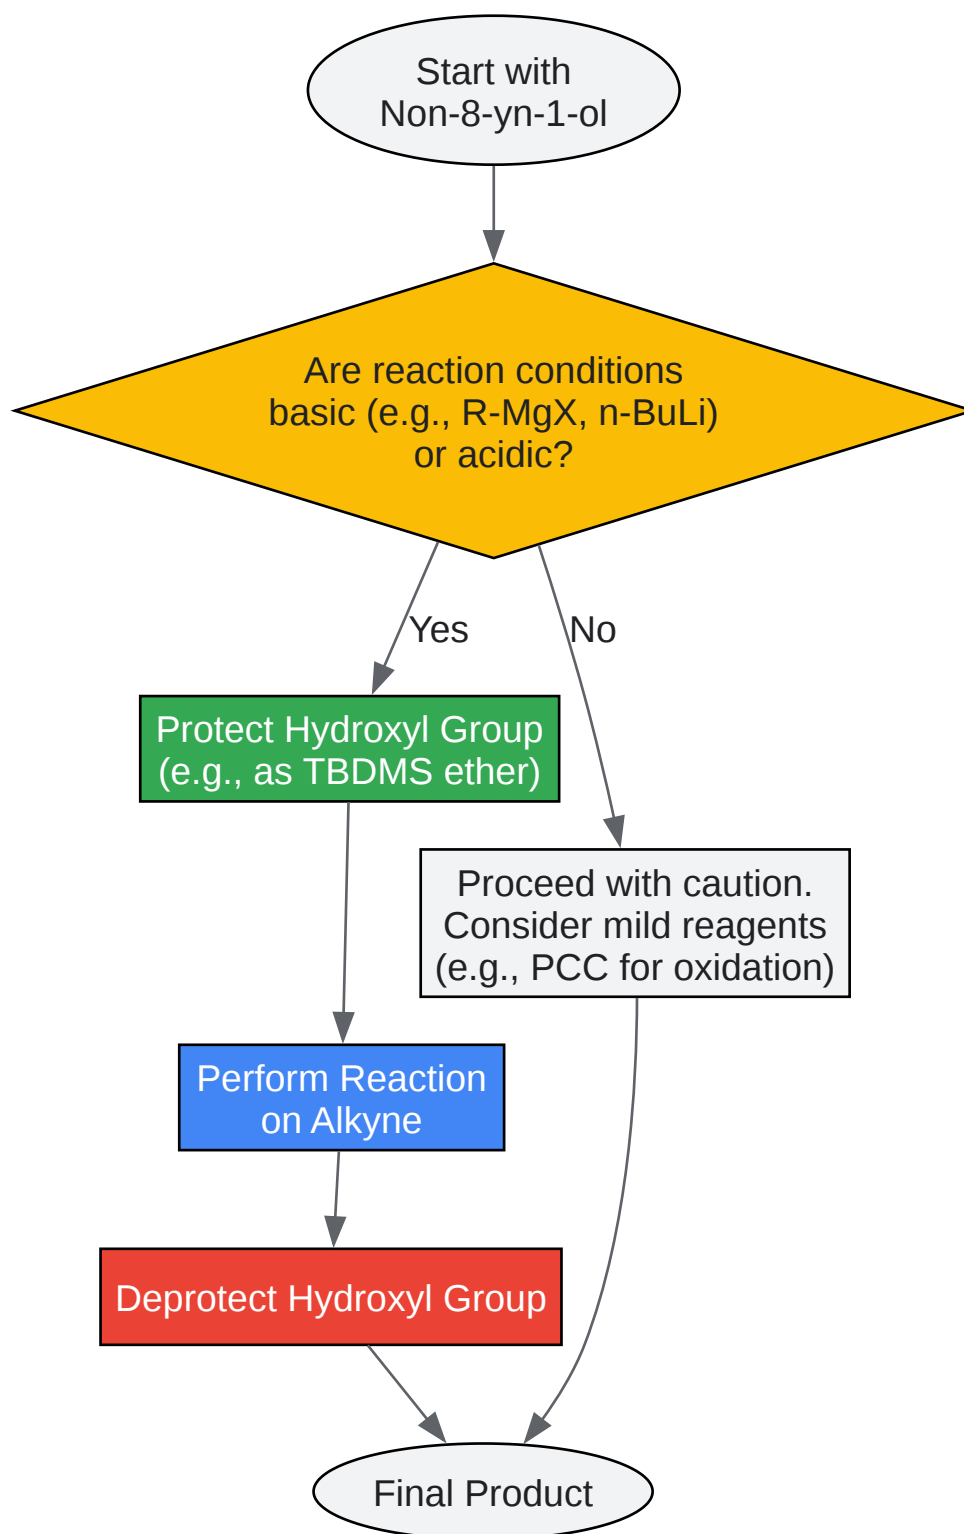 Start with
Non-8-yn-1-ol
Are reaction conditions
basic (e.g., R-MgX, n-BuLi)
or acidic?
Yes
No
Protect Hydroxyl Group
(e.g., as TBDMS ether)
Proceed with caution.
Consider mild reagents
(e.g., PCC for oxidation)
Perform Reaction
on Alkyne
Deprotect Hydroxyl Group
Final Product